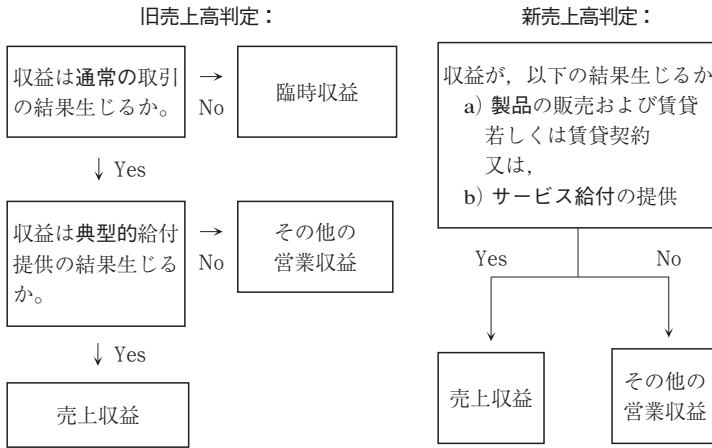 旧売上高判定：
収益は通常の取引
の結果生じるか。
→
No
臨時収益
↓ Yes
収益は典型的給付
提供の結果生じる
か。
→
No
その他の
営業収益
↓ Yes
売上収益
新売上高判定：
収益が，以下の結果生じるか
a) 製品の販売および賃貸
若しくは賃貸契約
又は，
b) サービス給付の提供
Yes
No
売上収益
その他の
営業収益